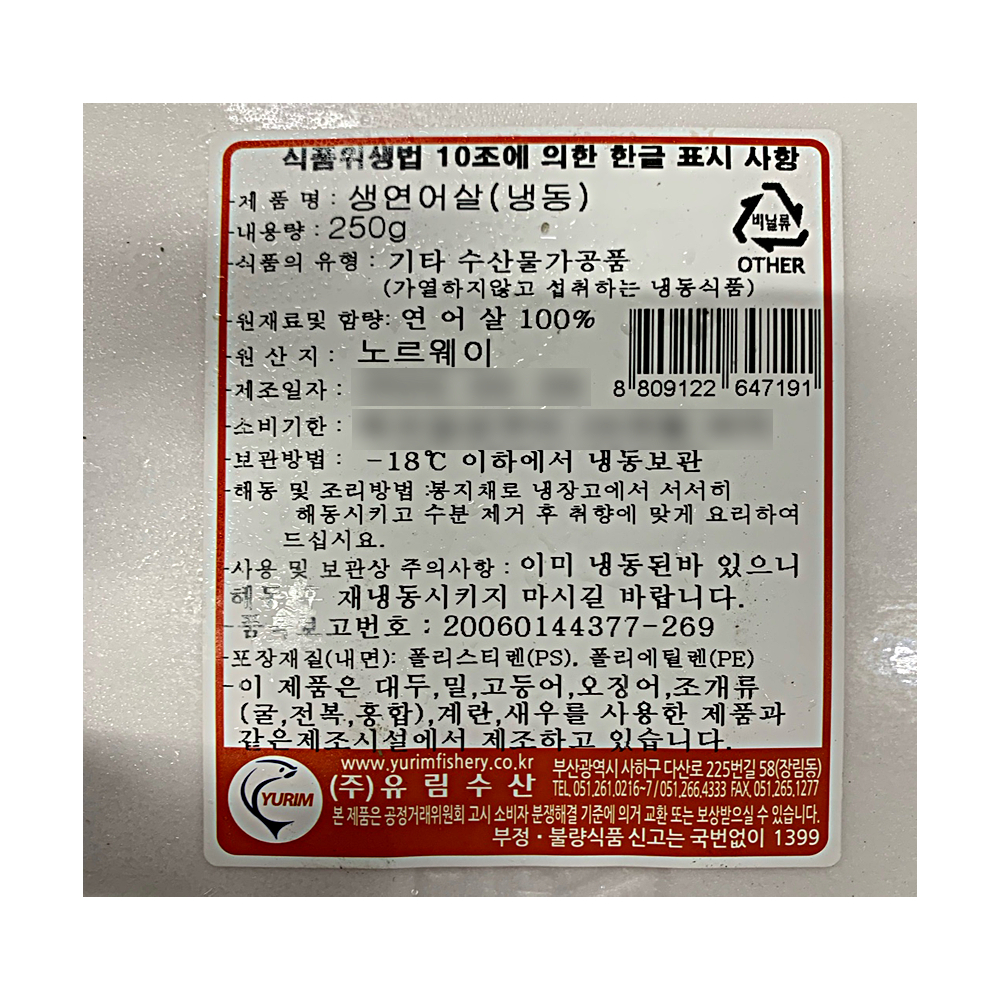 식품위생법 10조에 의한 한글 표시 사항
-제 품 명 : 생연어살(냉동)
-내용량 : 250g
비닐류
OTHER
-식품의 유형 : 기타 수산물가공품
(가열하지않고 섭취하는 냉동식품)
-원재료및 함량: 연 어 살 100%
-원 산 지 : 노르웨이
-제조일자 :
8 809122 647191
-소비기한 :
-보관방법 : -18℃ 이하에서 냉동보관
-해동 및 조리방법 :봉지채로 냉장고에서 서서히
해동시키고 수분 제거 후 취향에 맞게 요리하여
드십시요.
-사용 및 보관상 주의사항 : 이미 냉동된바 있으니
해동 후 재냉동시키지 마시길 바랍니다.
-품목보고번호 : 20060144377-269
-포장재질(내면): 폴리스티렌(PS), 폴리에틸렌(PE)
-이 제품은 대두,밀,고등어,오징어,조개류
(굴,전복,홍합),계란,새우를 사용한 제품과
같은제조시설에서 제조하고 있습니다.
YURIM
www.yurimfishery.co.kr
(주)유 림 수 산
부산광역시 사하구 다산로 225번길 58(장림동)
TEL, 051,261,0216~7 / 051,266,4333 FAX, 051,265,1277
본 제품은 공정거래위원회 고시 소비자 분쟁해결 기준에 의거 교환 또는 보상받으실 수 있습니다.
부정·불량식품 신고는 국번없이 1399